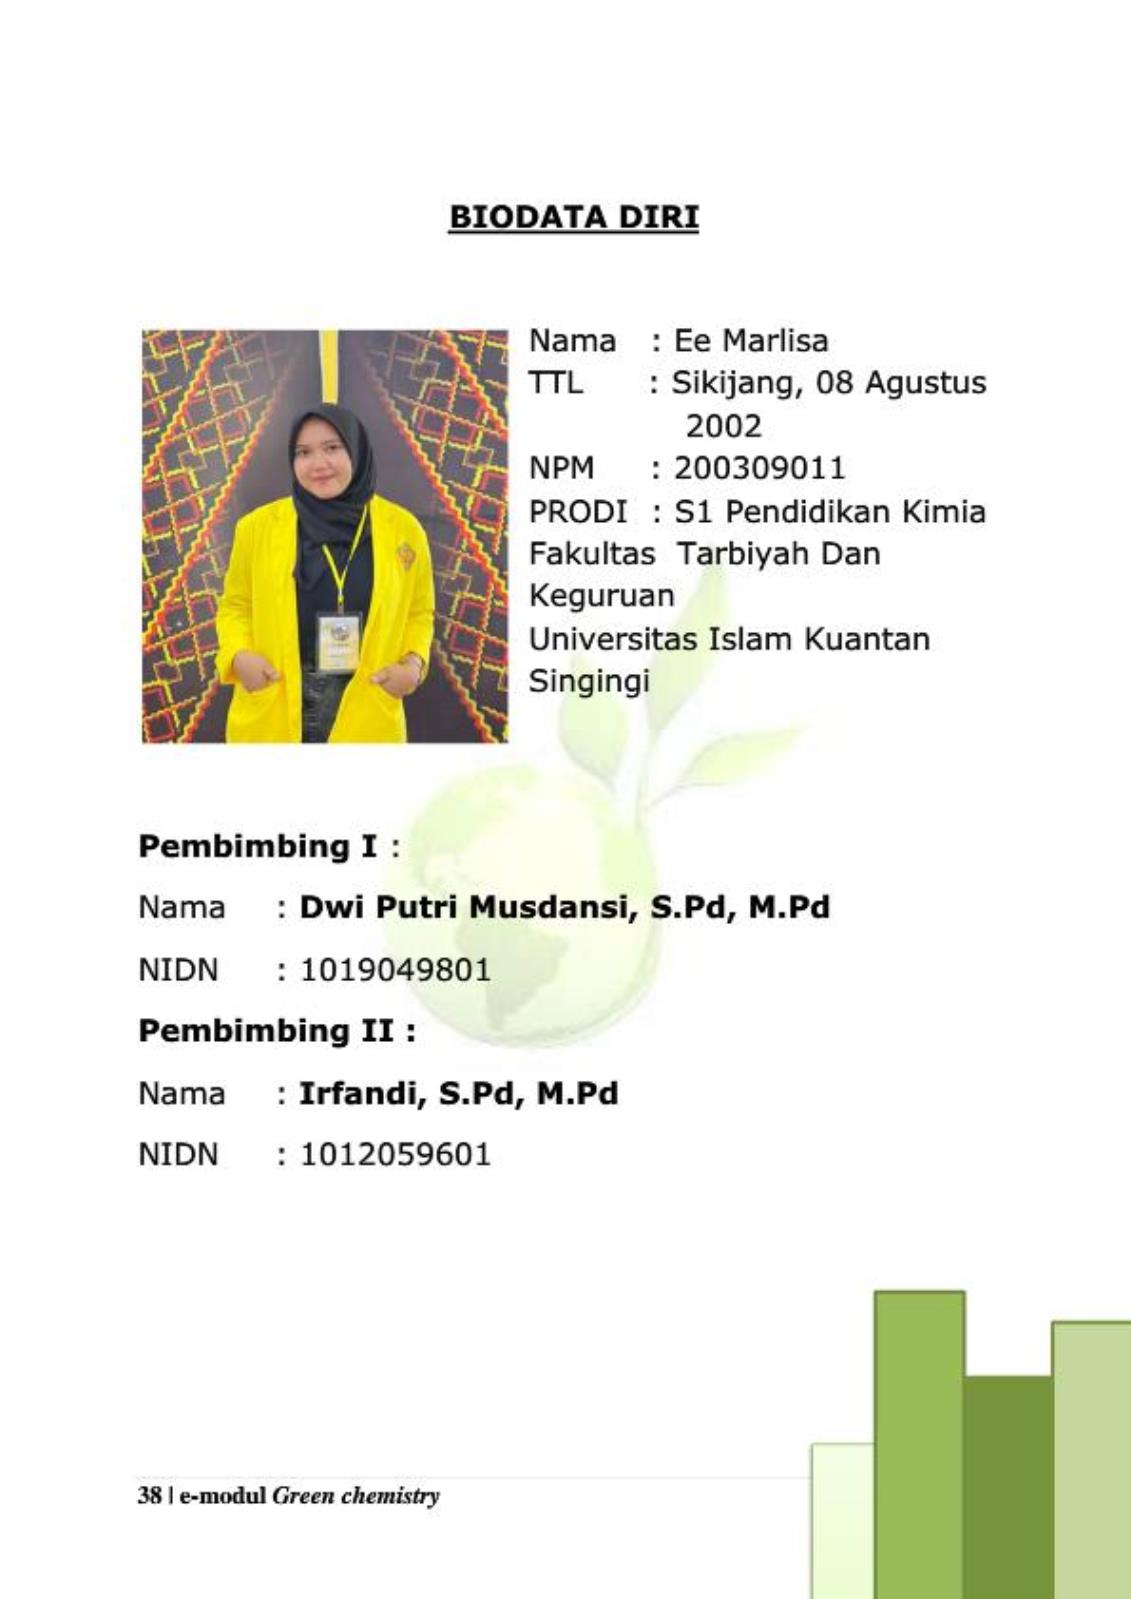 BIODATA DIRI
Nama : Ee Marlisa
TTL : Sikijang, 08 Agustus
2002
NPM : 200309011
PRODI : S1 Pendidikan Kimia
Fakultas Tarbiyah Dan
Keguruan
Universitas Islam Kuantan
Singingi
Pembimbing I :
Nama : Dwi Putri Musdansi, S.Pd, M.Pd
NIDN : 1019049801
Pembimbing II :
Nama : Irfandi, S.Pd, M.Pd
NIDN : 1012059601
38 | e-modul Green chemistry